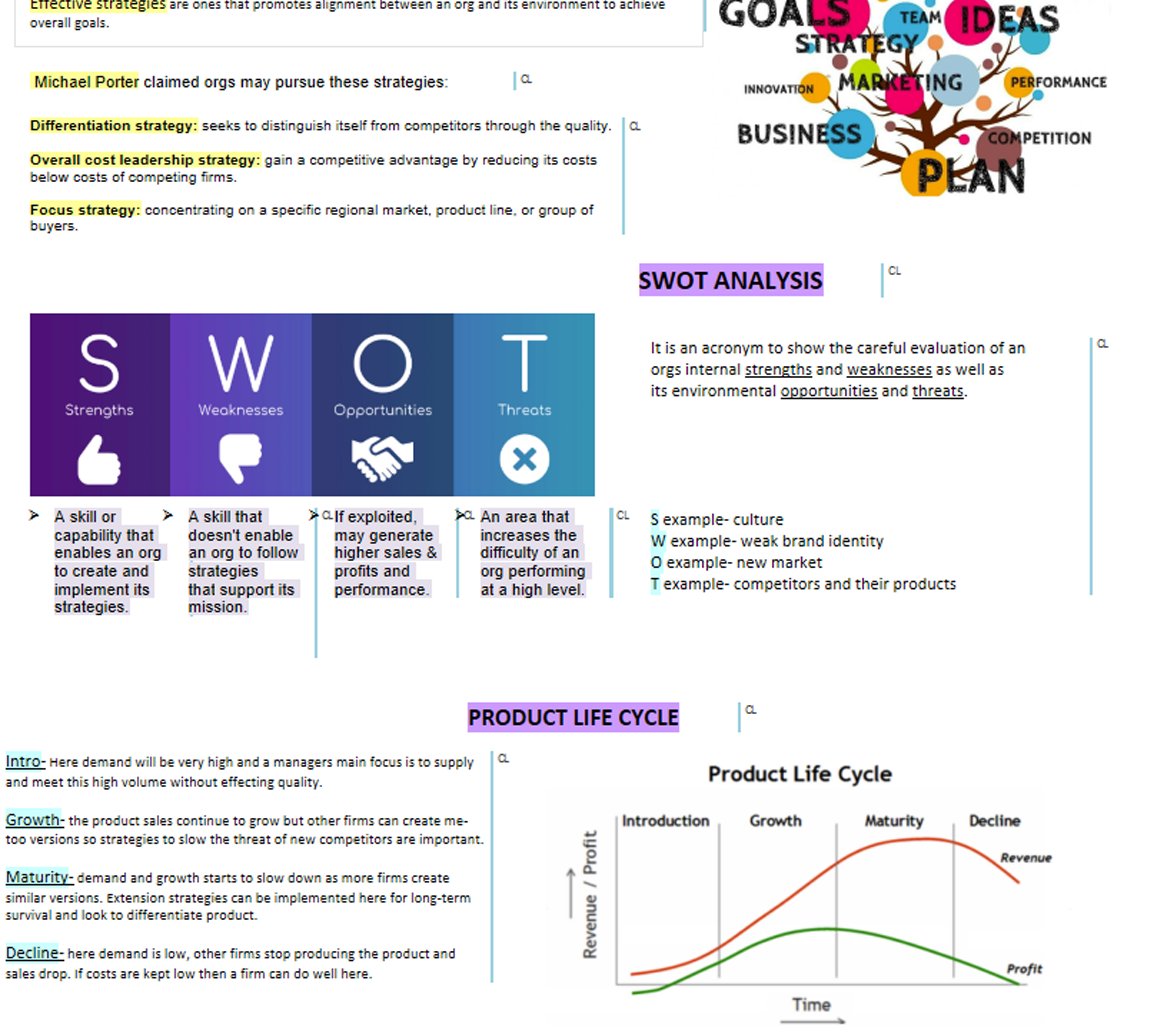 Effective strategies are ones that promotes alignment between an org and its environment to achieve
overall goals.
GOALS
TEAM
IDEAS
STRATEGY
INNOVATION
MARKETING
PERFORMANCE
BUSINESS
COMPETITION
PLAN
Michael Porter claimed orgs may pursue these strategies:
CL
Differentiation strategy: seeks to distinguish itself from competitors through the quality.
CL
Overall cost leadership strategy: gain a competitive advantage by reducing its costs
below costs of competing firms.
Focus strategy: concentrating on a specific regional market, product line, or group of
buyers.
SWOT ANALYSIS
CL
S
W
O
T
Strengths
Weaknesses
Opportunities
Threats
It is an acronym to show the careful evaluation of an
orgs internal strengths and weaknesses as well as
its environmental opportunities and threats.
CL
A skill or
capability that
enables an org
to create and
implement its
strategies.
A skill that
doesn't enable
an org to follow
strategies
that support its
mission.
CL
If exploited,
may generate
higher sales &
profits and
performance.
CL
An area that
increases the
difficulty of an
org performing
at a high level.
CL
S example- culture
W example- weak brand identity
O example- new market
T example- competitors and their products
PRODUCT LIFE CYCLE
CL
Intro- Here demand will be very high and a managers main focus is to supply
and meet this high volume without effecting quality.
CL
Growth- the product sales continue to grow but other firms can create me-
too versions so strategies to slow the threat of new competitors are important.
Maturity- demand and growth starts to slow down as more firms create
similar versions. Extension strategies can be implemented here for long-term
survival and look to differentiate product.
Decline- here demand is low, other firms stop producing the product and
sales drop. If costs are kept low then a firm can do well here.
Product Life Cycle
Introduction
Growth
Maturity
Decline
Revenue
Revenue / Profit
Profit
Time